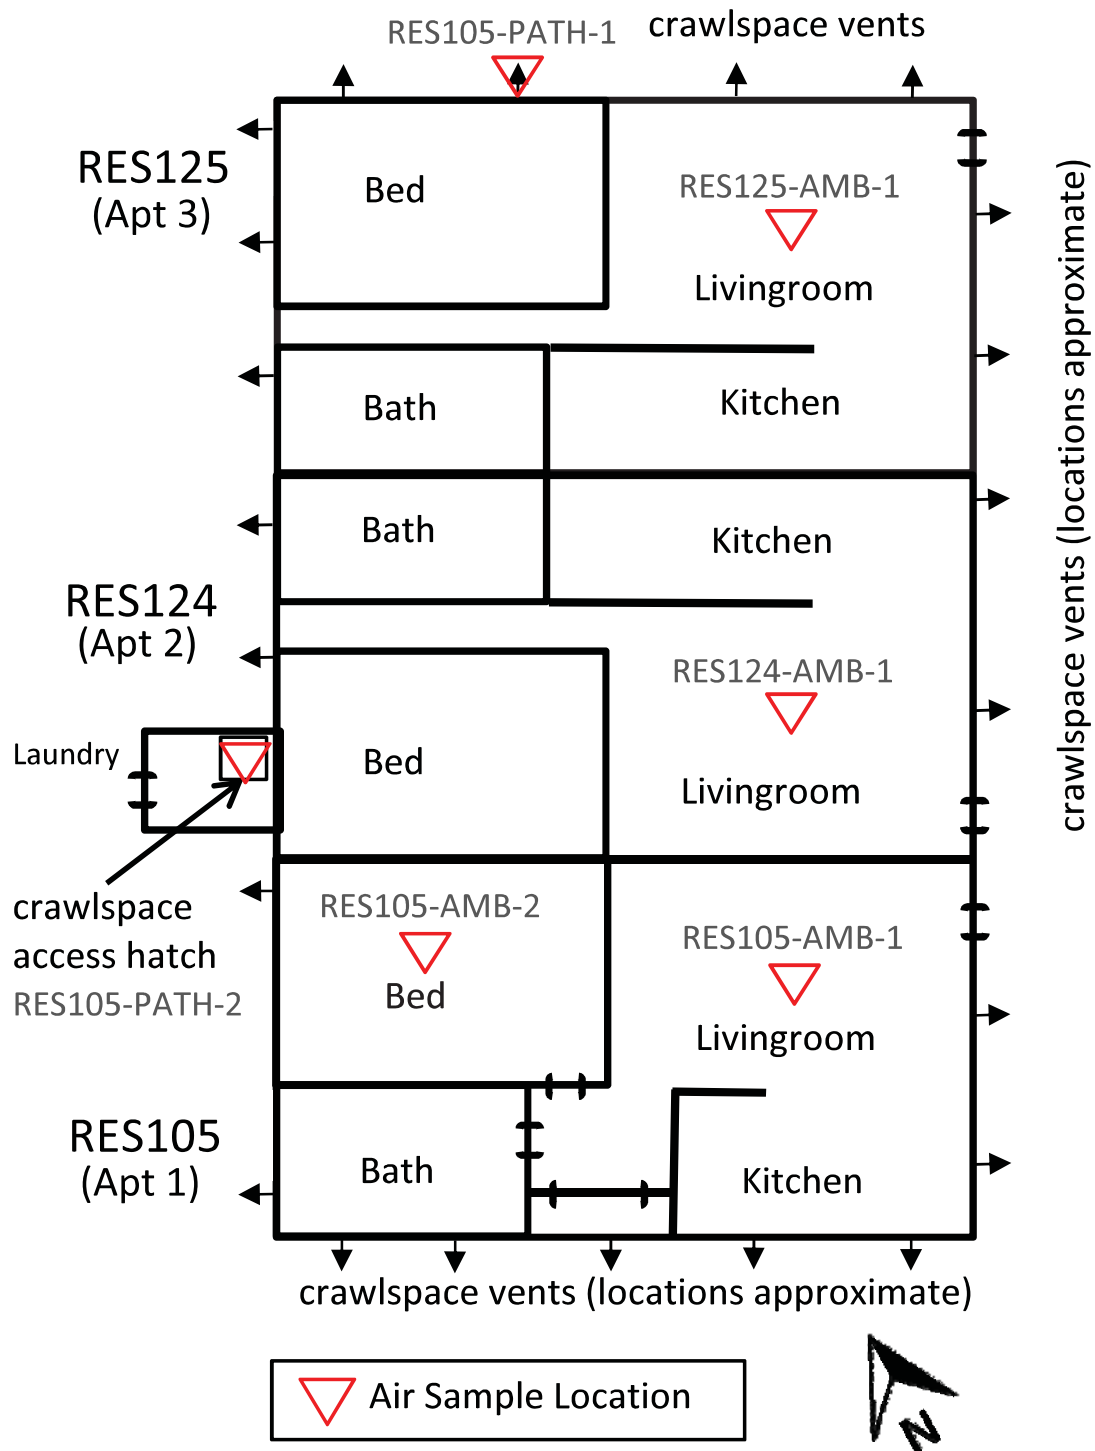 RES105-PATH-1
crawlspace vents
RES125
(Apt 3)
Bed
RES125-AMB-1
Livingroom
crawlspace vents (locations approximate)
Bath
Kitchen
Bath
Kitchen
RES124
(Apt 2)
RES124-AMB-1
Laundry
Bed
Livingroom
crawlspace
access hatch
RES105-PATH-2
RES105-AMB-2
Bed
RES105-AMB-1
Livingroom
RES105
(Apt 1)
Bath
Kitchen
crawlspace vents (locations approximate)
Air Sample Location
N